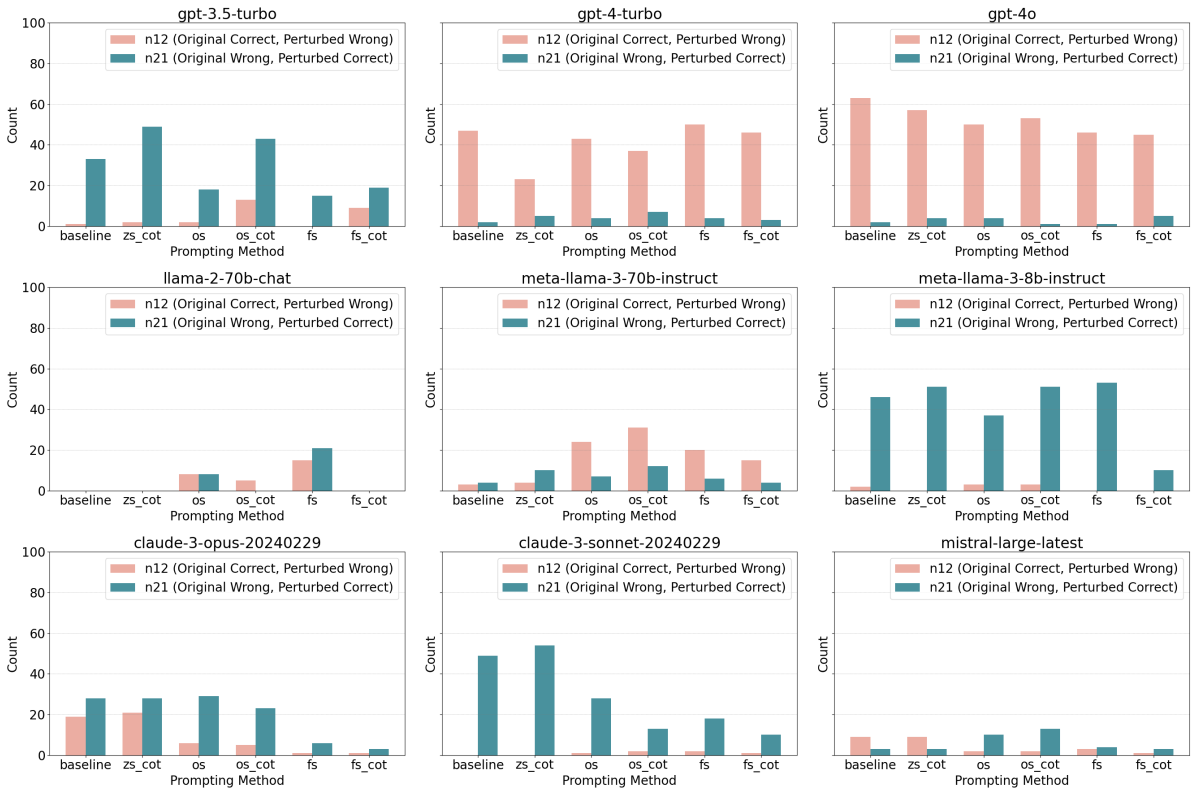 gpt-3.5-turbo
100
80
60
40
20
0
Count
n12 (Original Correct, Perturbed Wrong)
n21 (Original Wrong, Perturbed Correct)
baseline zs_cot os os_cot fs fs_cot
Prompting Method
gpt-4-turbo
Count
n12 (Original Correct, Perturbed Wrong)
n21 (Original Wrong, Perturbed Correct)
baseline zs_cot os os_cot fs fs_cot
Prompting Method
gpt-4o
Count
n12 (Original Correct, Perturbed Wrong)
n21 (Original Wrong, Perturbed Correct)
baseline zs_cot os os_cot fs fs_cot
Prompting Method
llama-2-70b-chat
100
80
60
40
20
0
Count
n12 (Original Correct, Perturbed Wrong)
n21 (Original Wrong, Perturbed Correct)
baseline zs_cot os os_cot fs fs_cot
Prompting Method
meta-llama-3-70b-instruct
Count
n12 (Original Correct, Perturbed Wrong)
n21 (Original Wrong, Perturbed Correct)
baseline zs_cot os os_cot fs fs_cot
Prompting Method
meta-llama-3-8b-instruct
Count
n12 (Original Correct, Perturbed Wrong)
n21 (Original Wrong, Perturbed Correct)
baseline zs_cot os os_cot fs fs_cot
Prompting Method
claude-3-opus-20240229
100
80
60
40
20
0
Count
n12 (Original Correct, Perturbed Wrong)
n21 (Original Wrong, Perturbed Correct)
baseline zs_cot os os_cot fs fs_cot
Prompting Method
claude-3-sonnet-20240229
Count
n12 (Original Correct, Perturbed Wrong)
n21 (Original Wrong, Perturbed Correct)
baseline zs_cot os os_cot fs fs_cot
Prompting Method
mistral-large-latest
Count
n12 (Original Correct, Perturbed Wrong)
n21 (Original Wrong, Perturbed Correct)
baseline zs_cot os os_cot fs fs_cot
Prompting Method